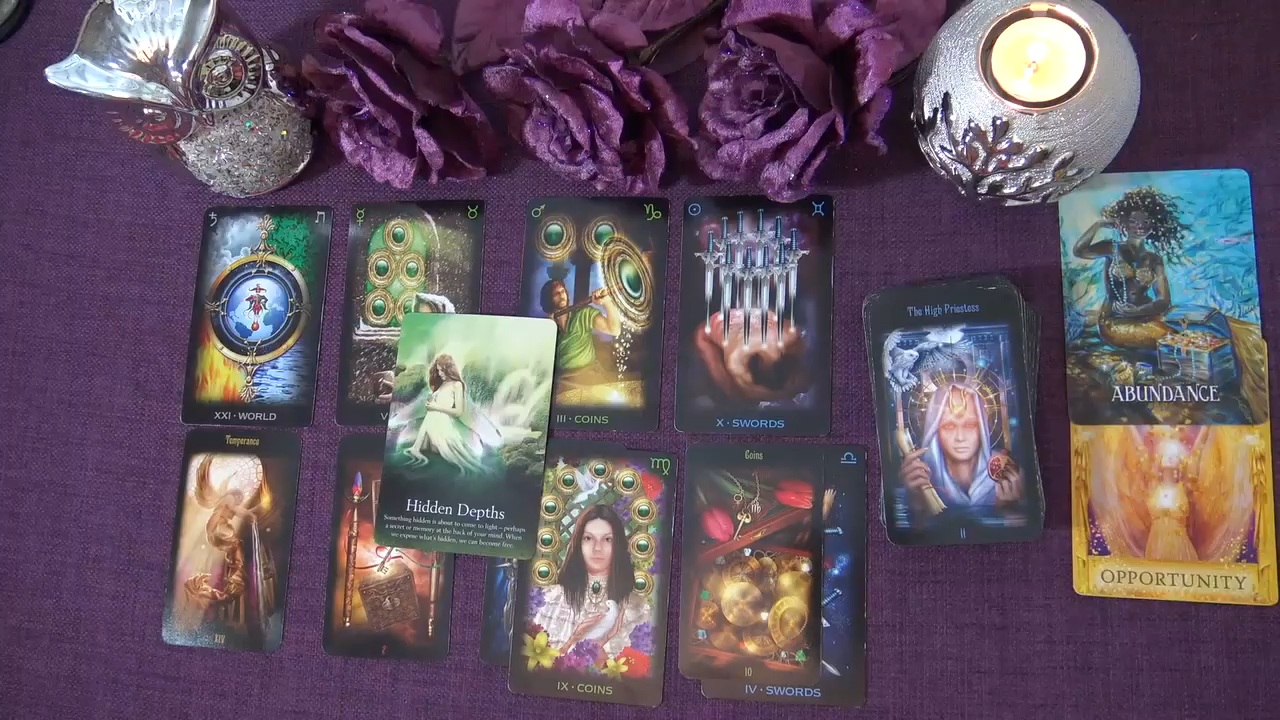 XXI · WORLD
V
III · COINS
X · SWORDS
The High Priestess
II
ABUNDANCE
OPPORTUNITY
Hidden Depths
Something hidden is about to come to light – perhaps
a secret or memory at the back of your mind. When
we expose what's hidden, we can become free.
Temperance
XIV
2
IX · COINS
Coins
10
IV · SWORDS